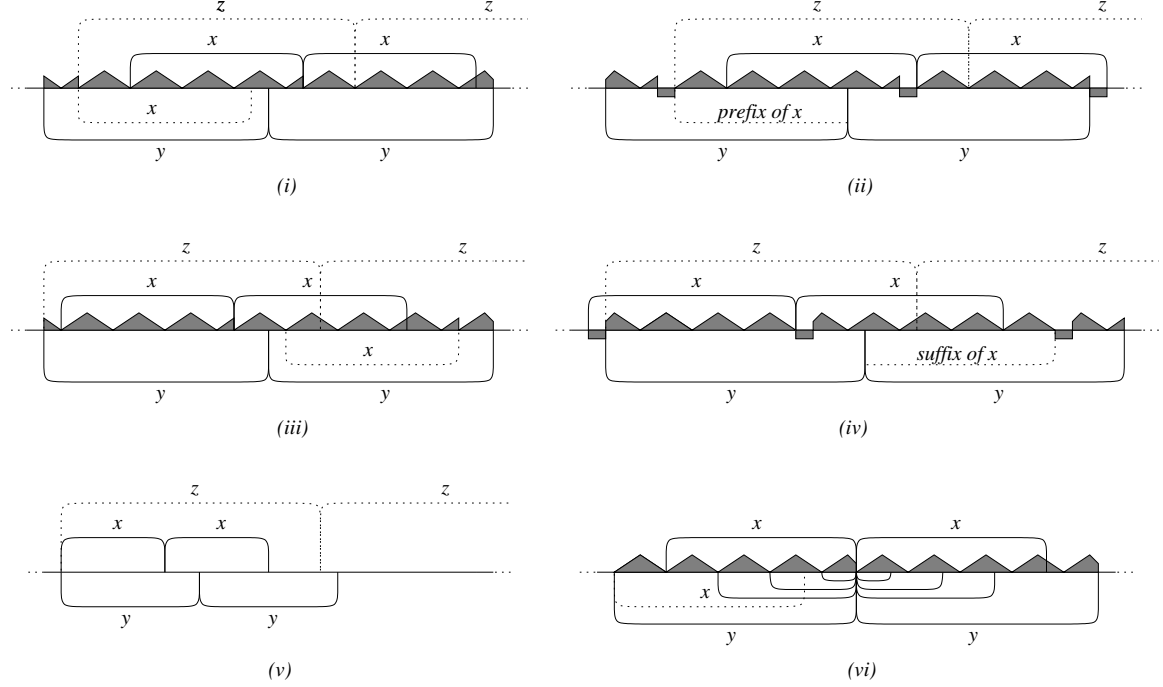 z z z z
x x x x
x prefix of x
y y y y
(i) (ii)
z z z z
x x x x
x suffix of x
y y y y
(iii) (iv)
z z
x x x x
x
y y y y
(v) (vi)